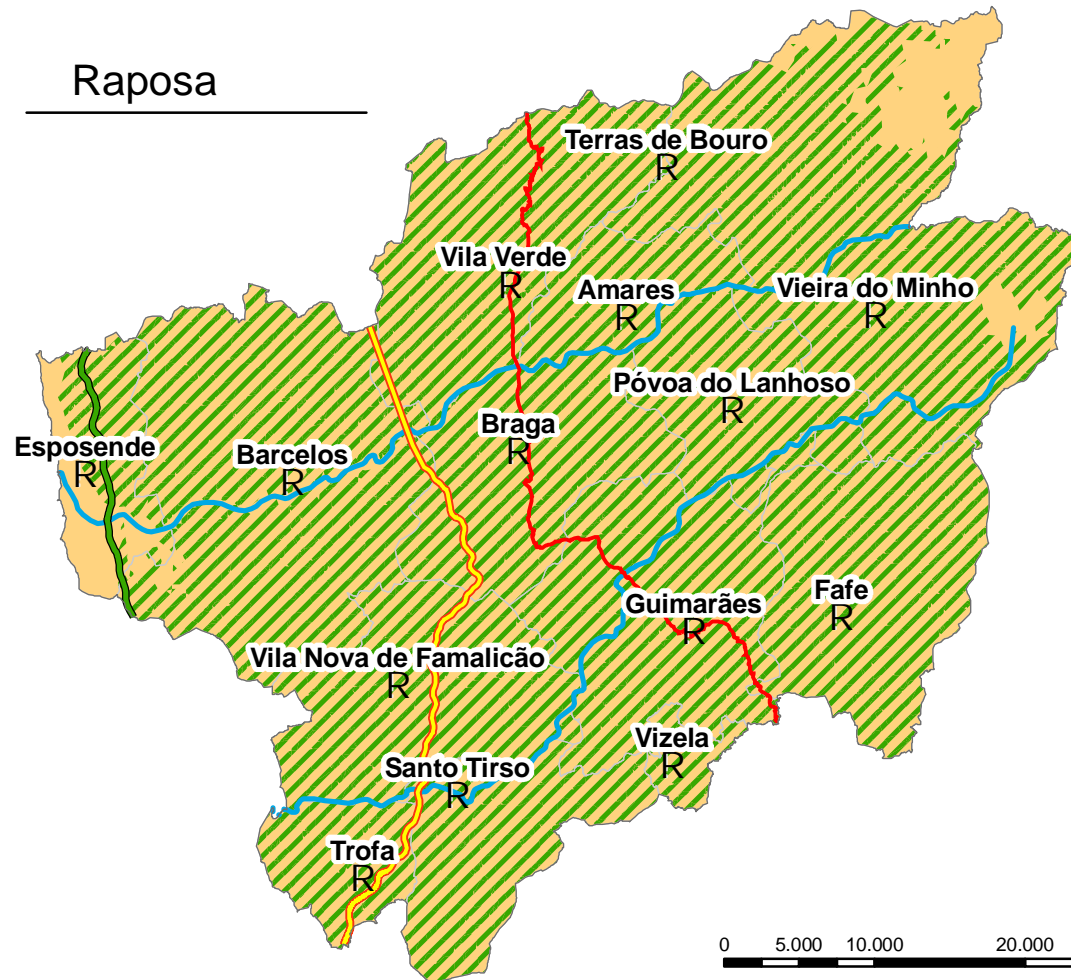 Raposa
Terras de Bouro
R
Vila Verde
R
Amares
R
Vieira do Minho
R
Póvoa do Lanhoso
R
Braga
R
Esposende
R
Barcelos
R
Guimarães
R
Fafe
R
Vila Nova de Famalicão
R
Vizela
R
Santo Tirso
R
Trofa
R
0 5.000 10.000 20.000